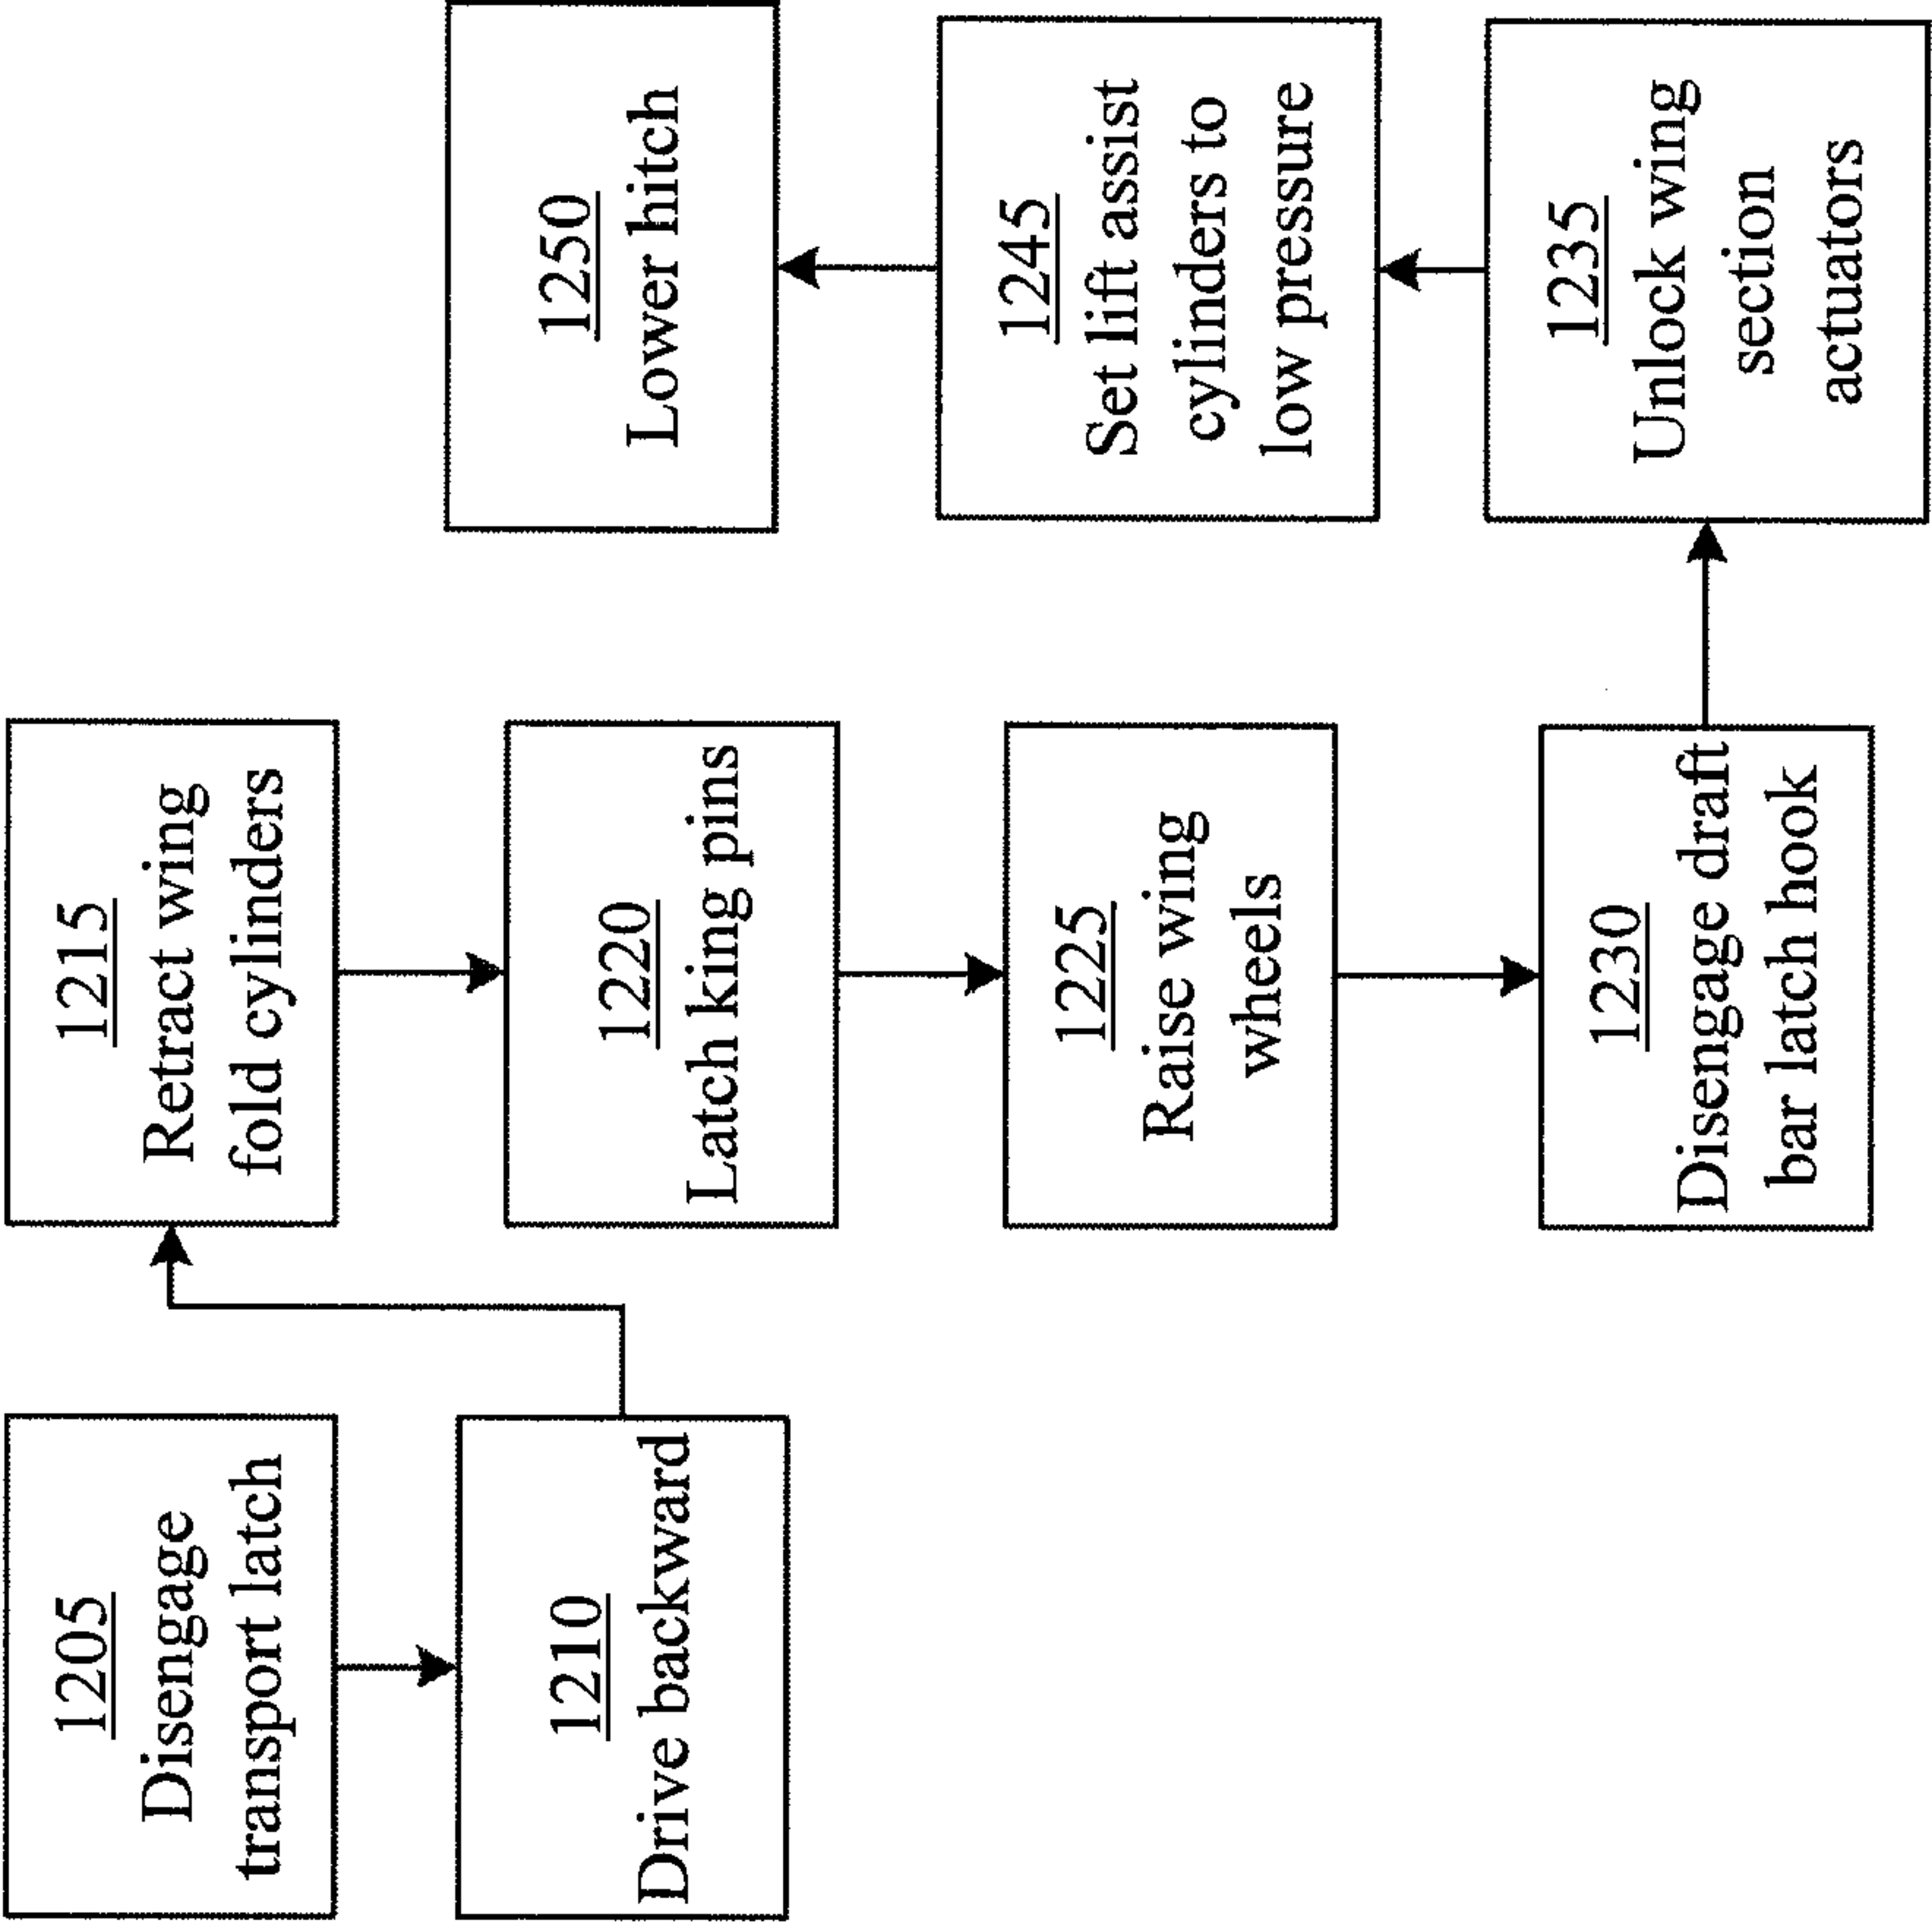 1205
Disengage
transport latch
1210
Drive backward
1215
Retract wing
fold cylinders
1220
Latch king pins
1225
Raise wing
wheels
1230
Disengage draft
bar latch hook
1235
Unlock wing
section
actuators
1245
Set lift assist
cylinders to
low pressure
1250
Lower hitch